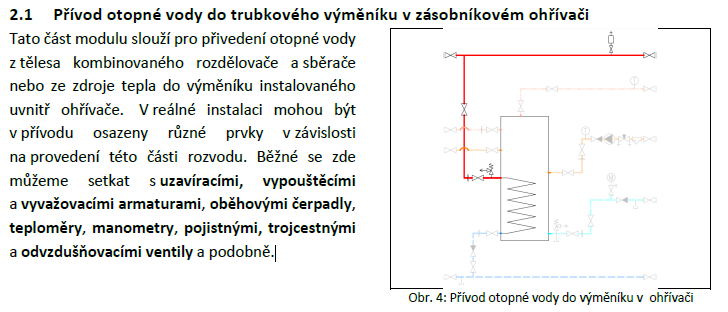 2.1 Přívod otopné vody do trubkového výměníku v zásobníkovém ohřívači
Tato část modulu slouží pro přivedení otopné vody
z tělesa kombinovaného rozdělovače a sběrače
nebo ze zdroje tepla do výměníku instalovaného
uvnitř ohřívače. V reálné instalaci mohou být
v přívodu osazeny různé prvky v závislosti
na provedení této části rozvodu. Běžné se zde
můžeme setkat s uzavíracími, vypouštěcími
a vyvažovacími armaturami, oběhovými čerpadly,
teploměry, manometry, pojistnými, trojcestnými
a odvzdušňovacími ventily a podobně.
Obr. 4: Přívod otopné vody do výměníku v ohřívači